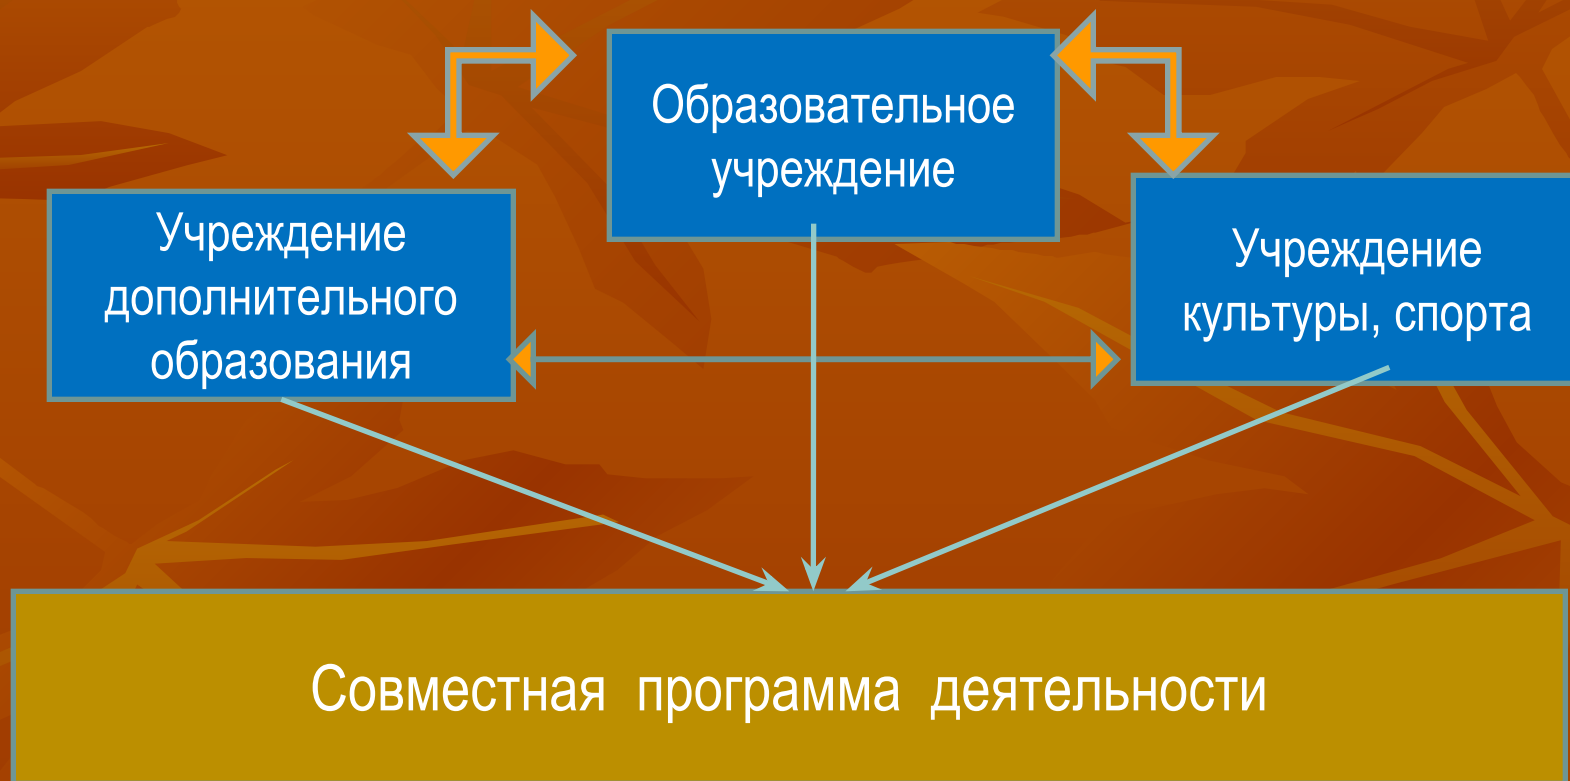 Образовательное
учреждение
Учреждение
дополнительного
образования
Учреждение
культуры, спорта
Совместная программа деятельности